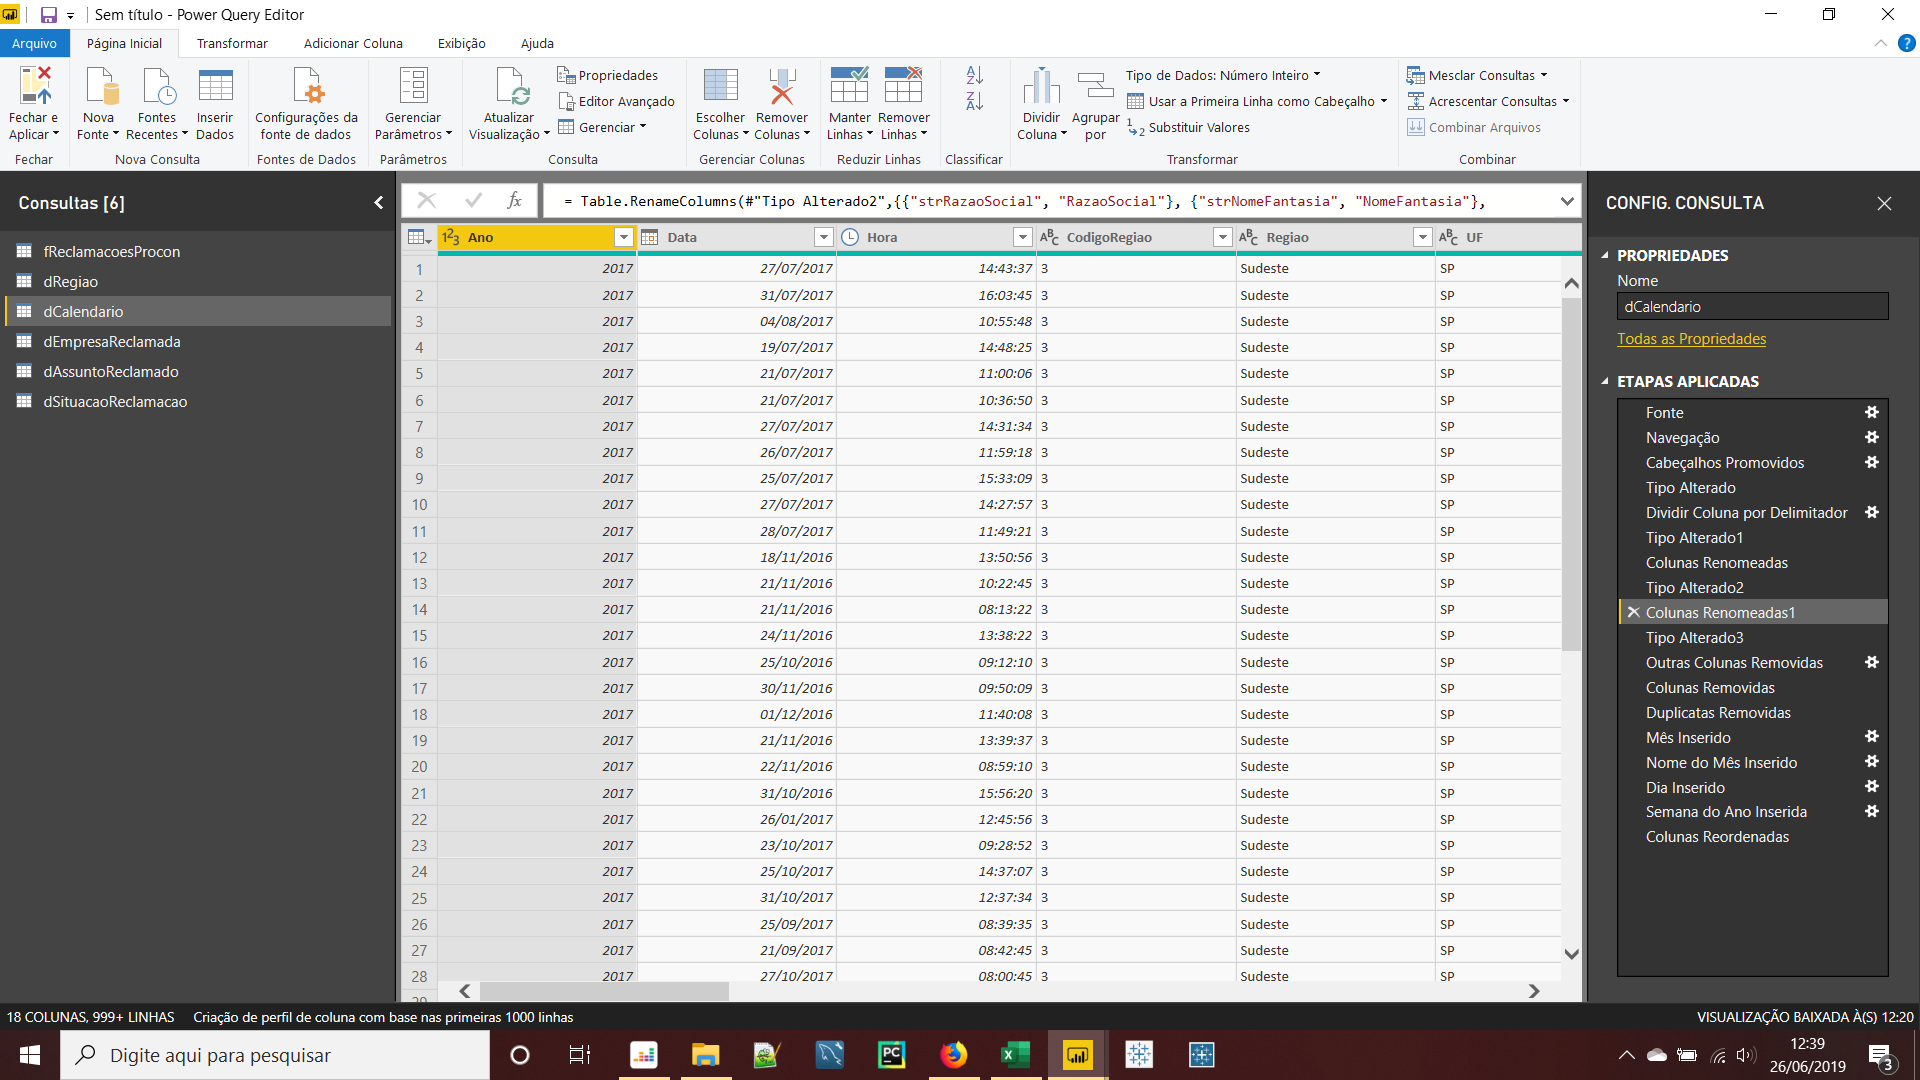 Sem título - Power Query Editor
Arquivo
Página Inicial
Transformar
Adicionar Coluna
Exibição
Ajuda
Fechar e Aplicar
Nova Fonte
Fontes Recentes
Inserir Dados
Configurações da fonte de dados
Gerenciar Parâmetros
Atualizar Visualização
Propriedades
Editor Avançado
Gerenciar
Escolher Colunas
Remover Colunas
Manter Linhas
Remover Linhas
Dividir Coluna
Agrupar por
Tipo de Dados: Número Inteiro
Usar a Primeira Linha como Cabeçalho
Substituir Valores
Mesclar Consultas
Acrescentar Consultas
Combinar Arquivos
Fechar
Nova Consulta
Fontes de Dados
Parâmetros
Consulta
Gerenciar Colunas
Reduzir Linhas
Classificar
Transformar
Combinar
Consultas [6]
fReclamacoesProcon
dRegiao
dCalendario
dEmpresaReclamada
dAssuntoReclamado
dSituacaoReclamacao
fx = Table.RenameColumns(#"Tipo Alterado2",{{"strRazaoSocial", "RazaoSocial"}, {"strNomeFantasia", "NomeFantasia"},
Ano Data Hora CodigoRegiao Regiao UF
1 2017 27/07/2017 14:43:37 3 Sudeste SP
2 2017 31/07/2017 16:03:45 3 Sudeste SP
3 2017 04/08/2017 10:55:48 3 Sudeste SP
4 2017 19/07/2017 14:48:25 3 Sudeste SP
5 2017 21/07/2017 11:00:06 3 Sudeste SP
6 2017 21/07/2017 10:36:50 3 Sudeste SP
7 2017 27/07/2017 14:31:34 3 Sudeste SP
8 2017 26/07/2017 11:59:18 3 Sudeste SP
9 2017 25/07/2017 15:33:09 3 Sudeste SP
10 2017 27/07/2017 14:27:57 3 Sudeste SP
11 2017 28/07/2017 11:49:21 3 Sudeste SP
12 2017 18/11/2016 13:50:56 3 Sudeste SP
13 2017 21/11/2016 10:22:45 3 Sudeste SP
14 2017 21/11/2016 08:13:22 3 Sudeste SP
15 2017 24/11/2016 13:38:22 3 Sudeste SP
16 2017 25/10/2016 09:12:10 3 Sudeste SP
17 2017 30/11/2016 09:50:09 3 Sudeste SP
18 2017 01/12/2016 11:40:08 3 Sudeste SP
19 2017 21/11/2016 13:39:37 3 Sudeste SP
20 2017 22/11/2016 08:59:10 3 Sudeste SP
21 2017 31/10/2016 15:56:20 3 Sudeste SP
22 2017 26/01/2017 12:45:56 3 Sudeste SP
23 2017 23/10/2017 09:28:52 3 Sudeste SP
24 2017 25/10/2017 14:37:07 3 Sudeste SP
25 2017 31/10/2017 12:37:34 3 Sudeste SP
26 2017 25/09/2017 08:39:35 3 Sudeste SP
27 2017 21/09/2017 08:42:45 3 Sudeste SP
28 2017 27/10/2017 08:00:45 3 Sudeste SP
CONFIG. CONSULTA
PROPRIEDADES
Nome
dCalendario
Todas as Propriedades
ETAPAS APLICADAS
Fonte
Navegação
Cabeçalhos Promovidos
Tipo Alterado
Dividir Coluna por Delimitador
Tipo Alterado1
Colunas Renomeadas
Tipo Alterado2
Colunas Renomeadas1
Tipo Alterado3
Outras Colunas Removidas
Colunas Removidas
Duplicatas Removidas
Mês Inserido
Nome do Mês Inserido
Dia Inserido
Semana do Ano Inserida
Colunas Reordenadas
18 COLUNAS, 999+ LINHAS
Criação de perfil de coluna com base nas primeiras 1000 linhas
VISUALIZAÇÃO BAIXADA À(S) 12:20
Digite aqui para pesquisar
12:39
26/06/2019
3